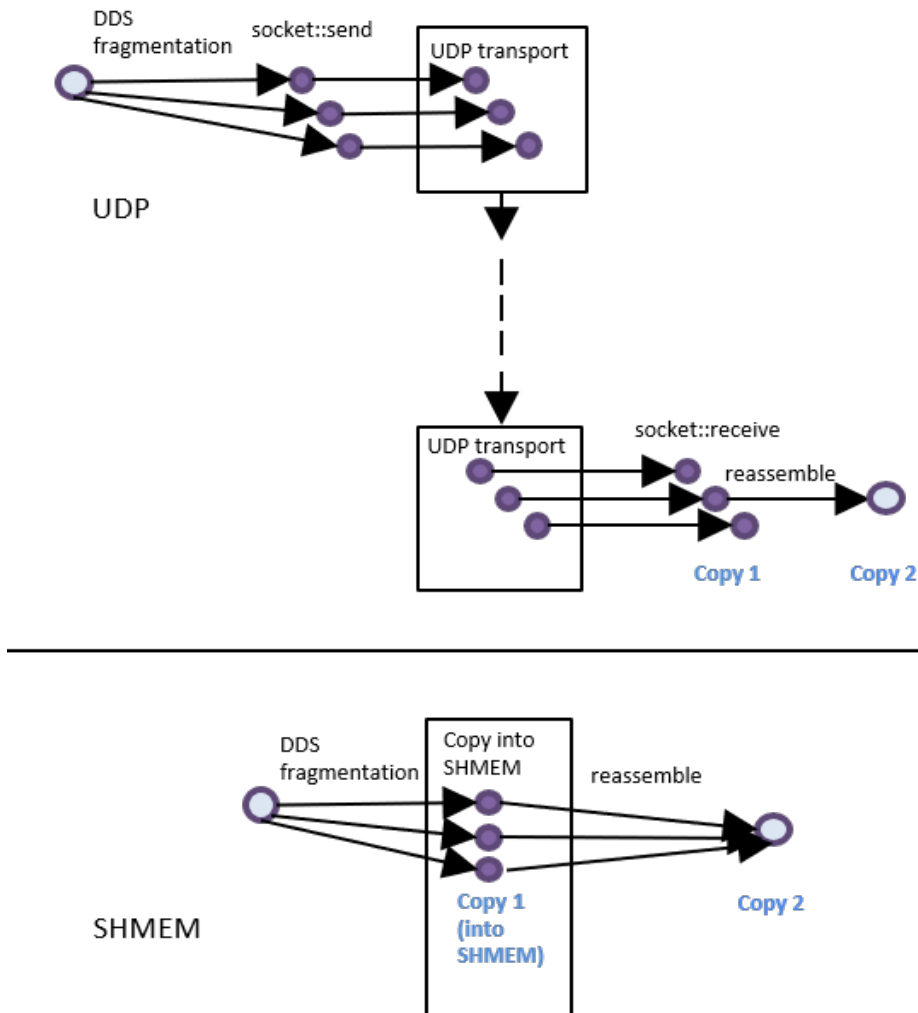 DDS
fragmentation
socket::send
UDP transport
UDP
UDP transport
socket::receive
reassemble
Copy 1
Copy 2
DDS
fragmentation
Copy into
SHMEM
reassemble
Copy 1
(into
SHMEM)
Copy 2
SHMEM